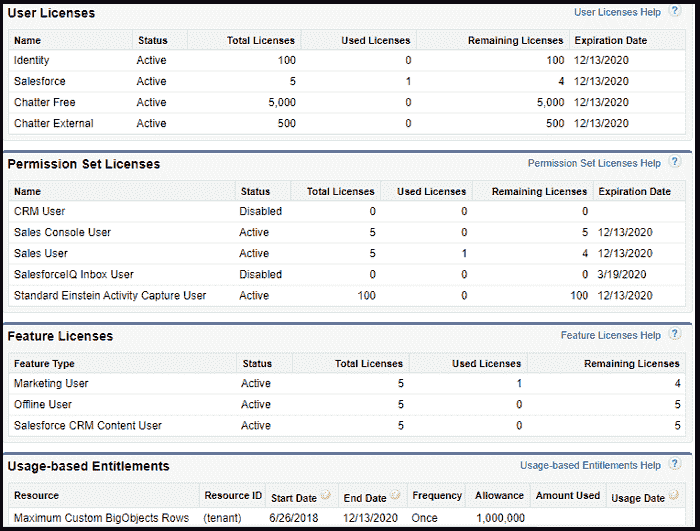 User Licenses User Licenses Help ?
Name Status Total Licenses Used Licenses Remaining Licenses Expiration Date
Identity Active 100 0 100 12/13/2020
Salesforce Active 5 1 4 12/13/2020
Chatter Free Active 5,000 0 5,000 12/13/2020
Chatter External Active 500 0 500 12/13/2020
Permission Set Licenses Permission Set Licenses Help ?
Name Status Total Licenses Used Licenses Remaining Licenses Expiration Date
CRM User Disabled 0 0 0
Sales Console User Active 5 0 5 12/13/2020
Sales User Active 5 1 4 12/13/2020
SalesforceIQ Inbox User Disabled 0 0 0 3/19/2020
Standard Einstein Activity Capture User Active 100 0 100 12/13/2020
Feature Licenses Feature Licenses Help ?
Feature Type Status Total Licenses Used Licenses Remaining Licenses
Marketing User Active 5 1 4
Offline User Active 5 0 5
Salesforce CRM Content User Active 5 0 5
Usage-based Entitlements Usage-based Entitlements Help ?
Resource Resource ID Start Date End Date Frequency Allowance Amount Used Usage Date
Maximum Custom BigObjects Rows (tenant) 6/26/2018 12/13/2020 Once 1,000,000